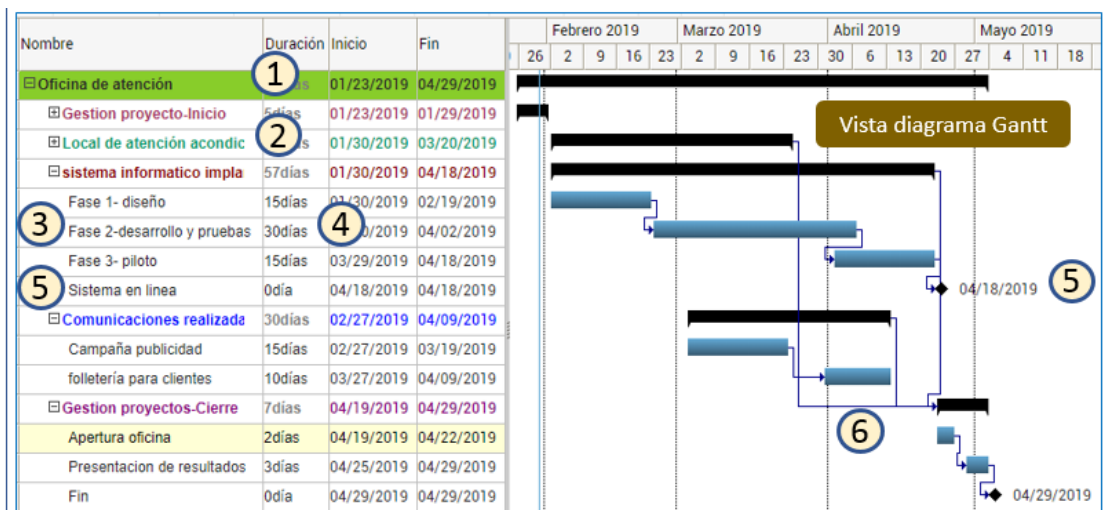 Nombre Duración Inicio Fin
Febrero 2019 Marzo 2019 Abril 2019 Mayo 2019
26 2 9 16 23 2 9 16 23 30 6 13 20 27 4 11 18
Oficina de atención 1 01/23/2019 04/29/2019
Gestion proyecto-Inicio 5días 01/23/2019 01/29/2019
Vista diagrama Gantt
Local de atención acondic 2 01/30/2019 03/20/2019
sistema informatico impla 57días 01/30/2019 04/18/2019
Fase 1- diseño 15días 01/30/2019 02/19/2019
3 Fase 2-desarrollo y pruebas 30días 4 04/02/2019
Fase 3- piloto 15días 03/29/2019 04/18/2019
5 Sistema en linea 0día 04/18/2019 04/18/2019 04/18/2019 5
Comunicaciones realizada 30días 02/27/2019 04/09/2019
Campaña publicidad 15días 02/27/2019 03/19/2019
folletería para clientes 10días 03/27/2019 04/09/2019
Gestion proyectos-Cierre 7días 04/19/2019 04/29/2019
6
Apertura oficina 2días 04/19/2019 04/22/2019
Presentacion de resultados 3días 04/25/2019 04/29/2019
Fin 0día 04/29/2019 04/29/2019 04/29/2019